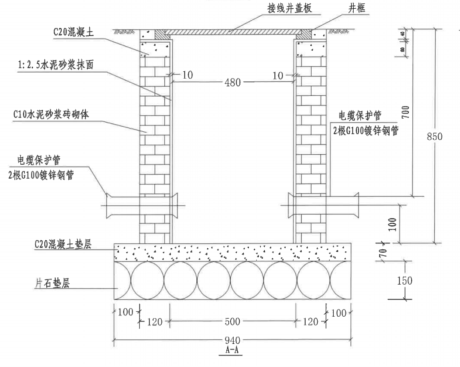 接线井盖板
井框
C20混凝土
1:2.5水泥砂浆抹面
10
10
480
C10水泥砂浆砖砌体
700
850
电缆保护管
2根G100镀锌钢管
电缆保护管
2根G100镀锌钢管
100
C20混凝土垫层
70
片石垫层
150
100
120
500
120
100
940
A-A